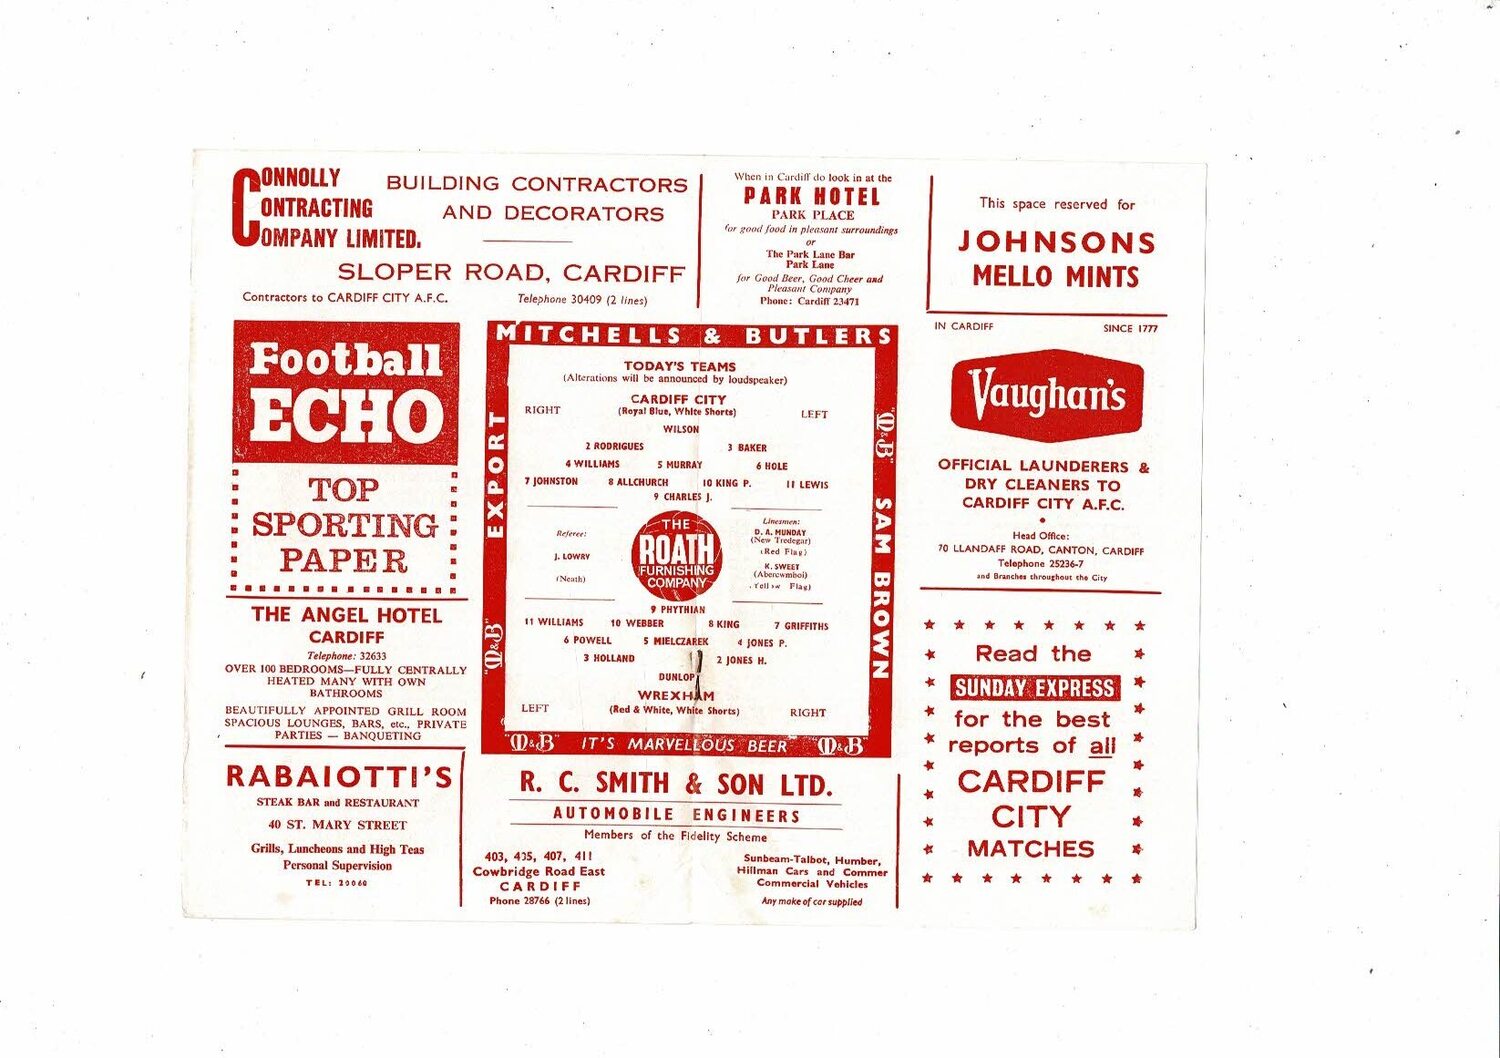 CONNOLLY
CONTRACTING
COMPANY LIMITED.
BUILDING CONTRACTORS
AND DECORATORS
SLOPER ROAD, CARDIFF
Contractors to CARDIFF CITY A.F.C.
Telephone 30409 (2 lines)
When in Cardiff do look in at the
PARK HOTEL
PARK PLACE
for good food in pleasant surroundings
or
The Park Lane Bar
Park Lane
for Good Beer, Good Cheer and
Pleasant Company
Phone: Cardiff 23471
This space reserved for
JOHNSONS
MELLO MINTS
Football
ECHO
TOP
SPORTING
PAPER
THE ANGEL HOTEL
CARDIFF
Telephone: 32633
OVER 100 BEDROOMS—FULLY CENTRALLY
HEATED MANY WITH OWN
BATHROOMS
BEAUTIFULLY APPOINTED GRILL ROOM
SPACIOUS LOUNGES, BARS, etc., PRIVATE
PARTIES — BANQUETING
RABAIOTTI'S
STEAK BAR and RESTAURANT
40 ST. MARY STREET
Grills, Luncheons and High Teas
Personal Supervision
TEL: 20060
MITCHELLS & BUTLERS
EXPORT
"M&B"
"M&B"
SAM BROWN
TODAY'S TEAMS
(Alterations will be announced by loudspeaker)
CARDIFF CITY
RIGHT (Royal Blue, White Shorts) LEFT
WILSON
2 RODRIGUES 3 BAKER
4 WILLIAMS 5 MURRAY 6 HOLE
7 JOHNSTON 8 ALLCHURCH 10 KING P. 11 LEWIS
9 CHARLES J.
Referee:
J. LOWRY
(Neath)
THE
ROATH
FURNISHING
COMPANY
Linesmen:
D. A. MUNDAY
(New Tredegar)
(Red Flag)
K. SWEET
(Abercwmboi)
Yellow Flag)
9 PHYTHIAN
11 WILLIAMS 10 WEBBER 8 KING 7 GRIFFITHS
6 POWELL 5 MIELCZAREK 4 JONES P.
3 HOLLAND 2 JONES H.
DUNLOP
WREXHAM
LEFT (Red & White, White Shorts) RIGHT
"M&B" IT'S MARVELLOUS BEER "M&B"
R. C. SMITH & SON LTD.
AUTOMOBILE ENGINEERS
Members of the Fidelity Scheme
403, 405, 407, 411
Cowbridge Road East
CARDIFF
Phone 28766 (2 lines)
Sunbeam-Talbot, Humber,
Hillman Cars and Commer
Commercial Vehicles
Any make of car supplied
IN CARDIFF SINCE 1777
Vaughan's
OFFICIAL LAUNDERERS &
DRY CLEANERS TO
CARDIFF CITY A.F.C.
Head Office:
70 LLANDAFF ROAD, CANTON, CARDIFF
Telephone 25236-7
and Branches throughout the City
Read the
SUNDAY EXPRESS
for the best
reports of all
CARDIFF
CITY
MATCHES